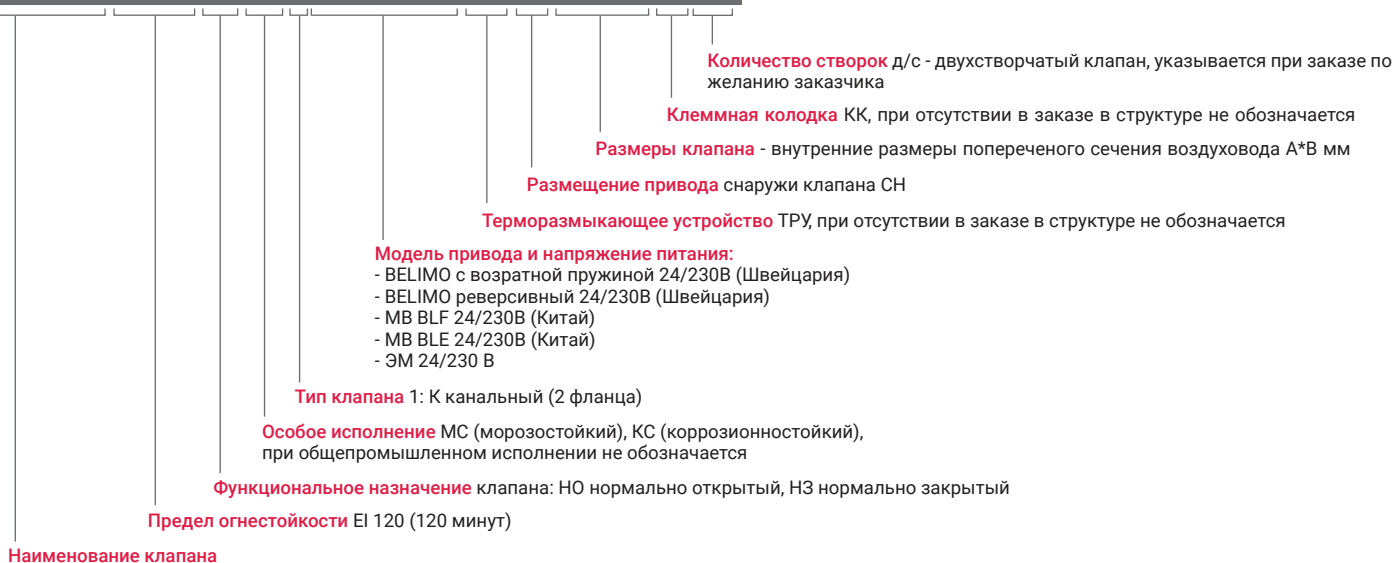 Количество створок д/с - двухстворчатый клапан, указывается при заказе по
желанию заказчика
Клеммная колодка КК, при отсутствии в заказе в структуре не обозначается
Размеры клапана - внутренние размеры попереченого сечения воздуховода А*В мм
Размещение привода снаружи клапана СН
Терморазмыкающее устройство ТРУ, при отсутствии в заказе в структуре не обозначается
Модель привода и напряжение питания:
- BELIMO с возратной пружиной 24/230В (Швейцария)
- BELIMO реверсивный 24/230В (Швейцария)
- MB BLF 24/230В (Китай)
- MB BLE 24/230В (Китай)
- ЭМ 24/230 В
Тип клапана 1: К канальный (2 фланца)
Особое исполнение МС (морозостойкий), КС (коррозионностойкий),
при общепромышленном исполнении не обозначается
Функциональное назначение клапана: НО нормально открытый, НЗ нормально закрытый
Предел огнестойкости EI 120 (120 минут)
Наименование клапана